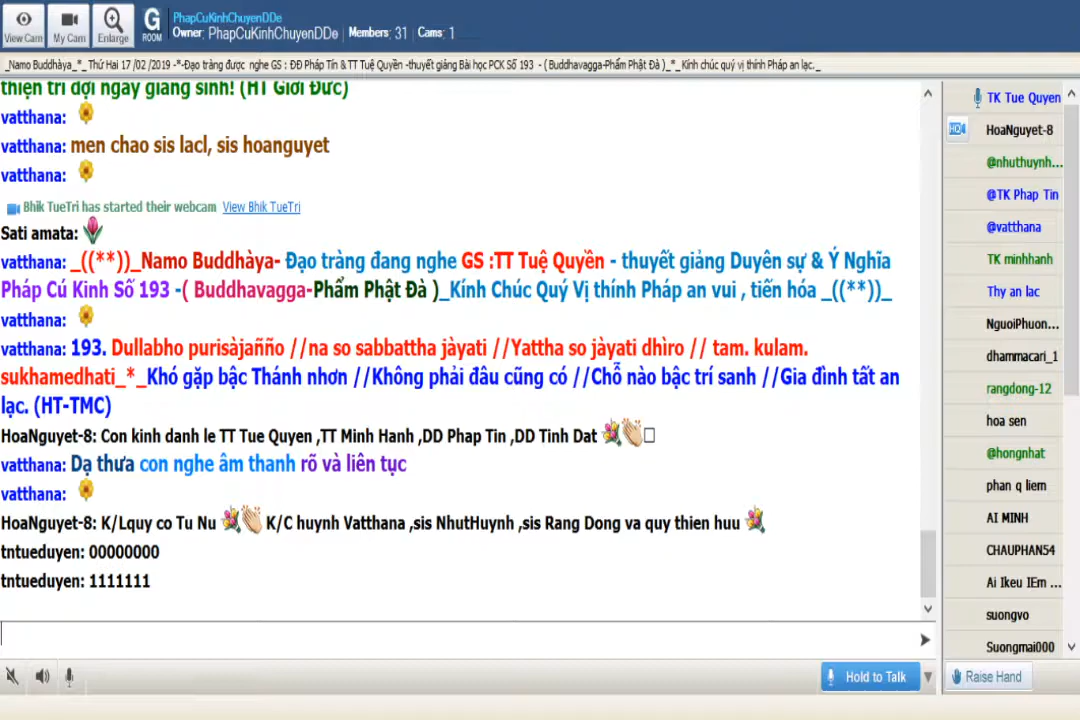 View Cam
My Cam
Enlarge
G
ROOM
PhapCuKinhChuyenDDe
Owner: PhapCuKinhChuyenDDe | Members: 31 | Cams: 1
_Namo Buddhàya_*_ Thứ Hai 17 /02 /2019 -*-Đạo tràng được nghe GS : ĐĐ Pháp Tín & TT Tuệ Quyền -thuyết giảng Bài học PCK Số 193 - ( Buddhavagga-Phẩm Phật Đà )_*_Kính chúc quý vị thính Pháp an lạc._
thiện trí đợi ngày giáng sinh! (HT Giới Đức)
vatthana:
vatthana: men chao sis lacl, sis hoanguyet
vatthana:
Bhik TueTri has started their webcam View Bhik TueTri
Sati amata:
vatthana: _((**))_Namo Buddhàya- Đạo tràng đang nghe GS :TT Tuệ Quyền - thuyết giảng Duyên sự & Ý Nghĩa
Pháp Cú Kinh Số 193 -( Buddhavagga-Phẩm Phật Đà )_Kính Chúc Quý Vị thính Pháp an vui , tiến hóa _((**))_
vatthana:
vatthana: 193. Dullabho purisàjañño //na so sabbattha jàyati //Yattha so jàyati dhìro // tam. kulam.
sukhamedhati_*_Khó gặp bậc Thánh nhơn //Không phải đâu cũng có //Chỗ nào bậc trí sanh //Gia đình tất an
lạc. (HT-TMC)
HoaNguyet-8: Con kinh danh le TT Tue Quyen ,TT Minh Hanh ,DD Phap Tin ,DD Tinh Dat
vatthana: Dạ thưa con nghe âm thanh rõ và liên tục
vatthana:
HoaNguyet-8: K/Lquy co Tu Nu K/C huynh Vatthana ,sis NhutHuynh ,sis Rang Dong va quy thien huu
tntueduyen: 00000000
tntueduyen: 1111111
Hold to Talk
TK Tue Quyen
HD
HoaNguyet-8
@nhuthuynh...
@TK Phap Tin
@vatthana
TK minhhanh
Thy an lac
NguoiPhuon...
dhammacari_1
rangdong-12
hoa sen
@hongnhat
phan q liem
AI MINH
CHAUPHAN54
Ai Ikeu IEm ...
suongvo
Suongmai000
Raise Hand